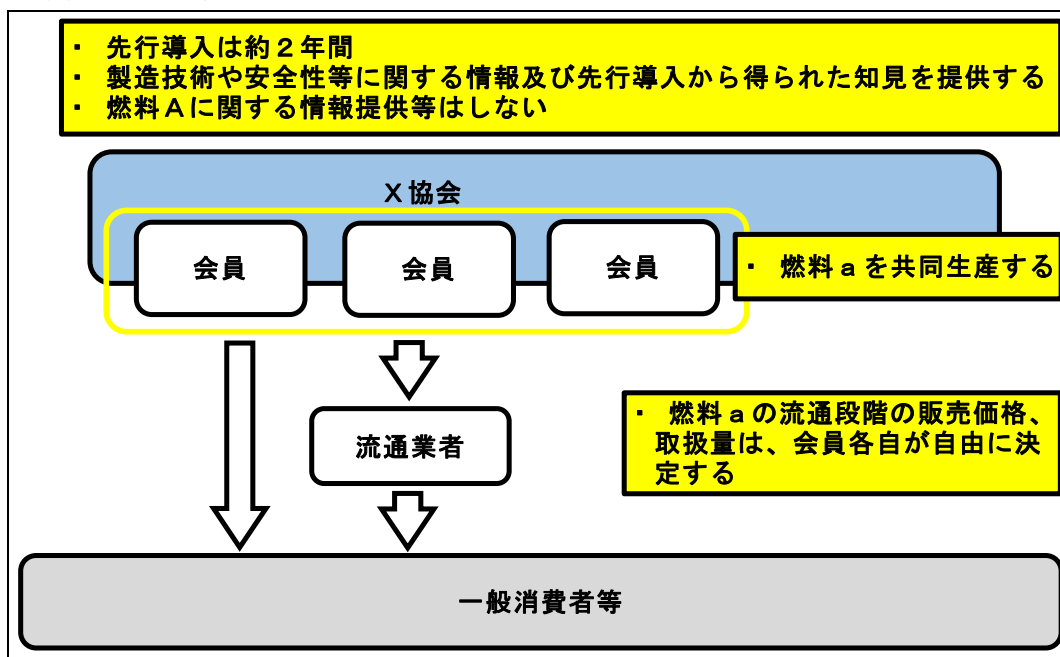 ・ 先行導入は約２年間
・ 製造技術や安全性等に関する情報及び先行導入から得られた知見を提供する
・ 燃料Ａに関する情報提供等はしない
Ｘ協会
会員
会員
会員
・ 燃料ａを共同生産する
流通業者
・ 燃料ａの流通段階の販売価格、
取扱量は、会員各自が自由に決
定する
一般消費者等